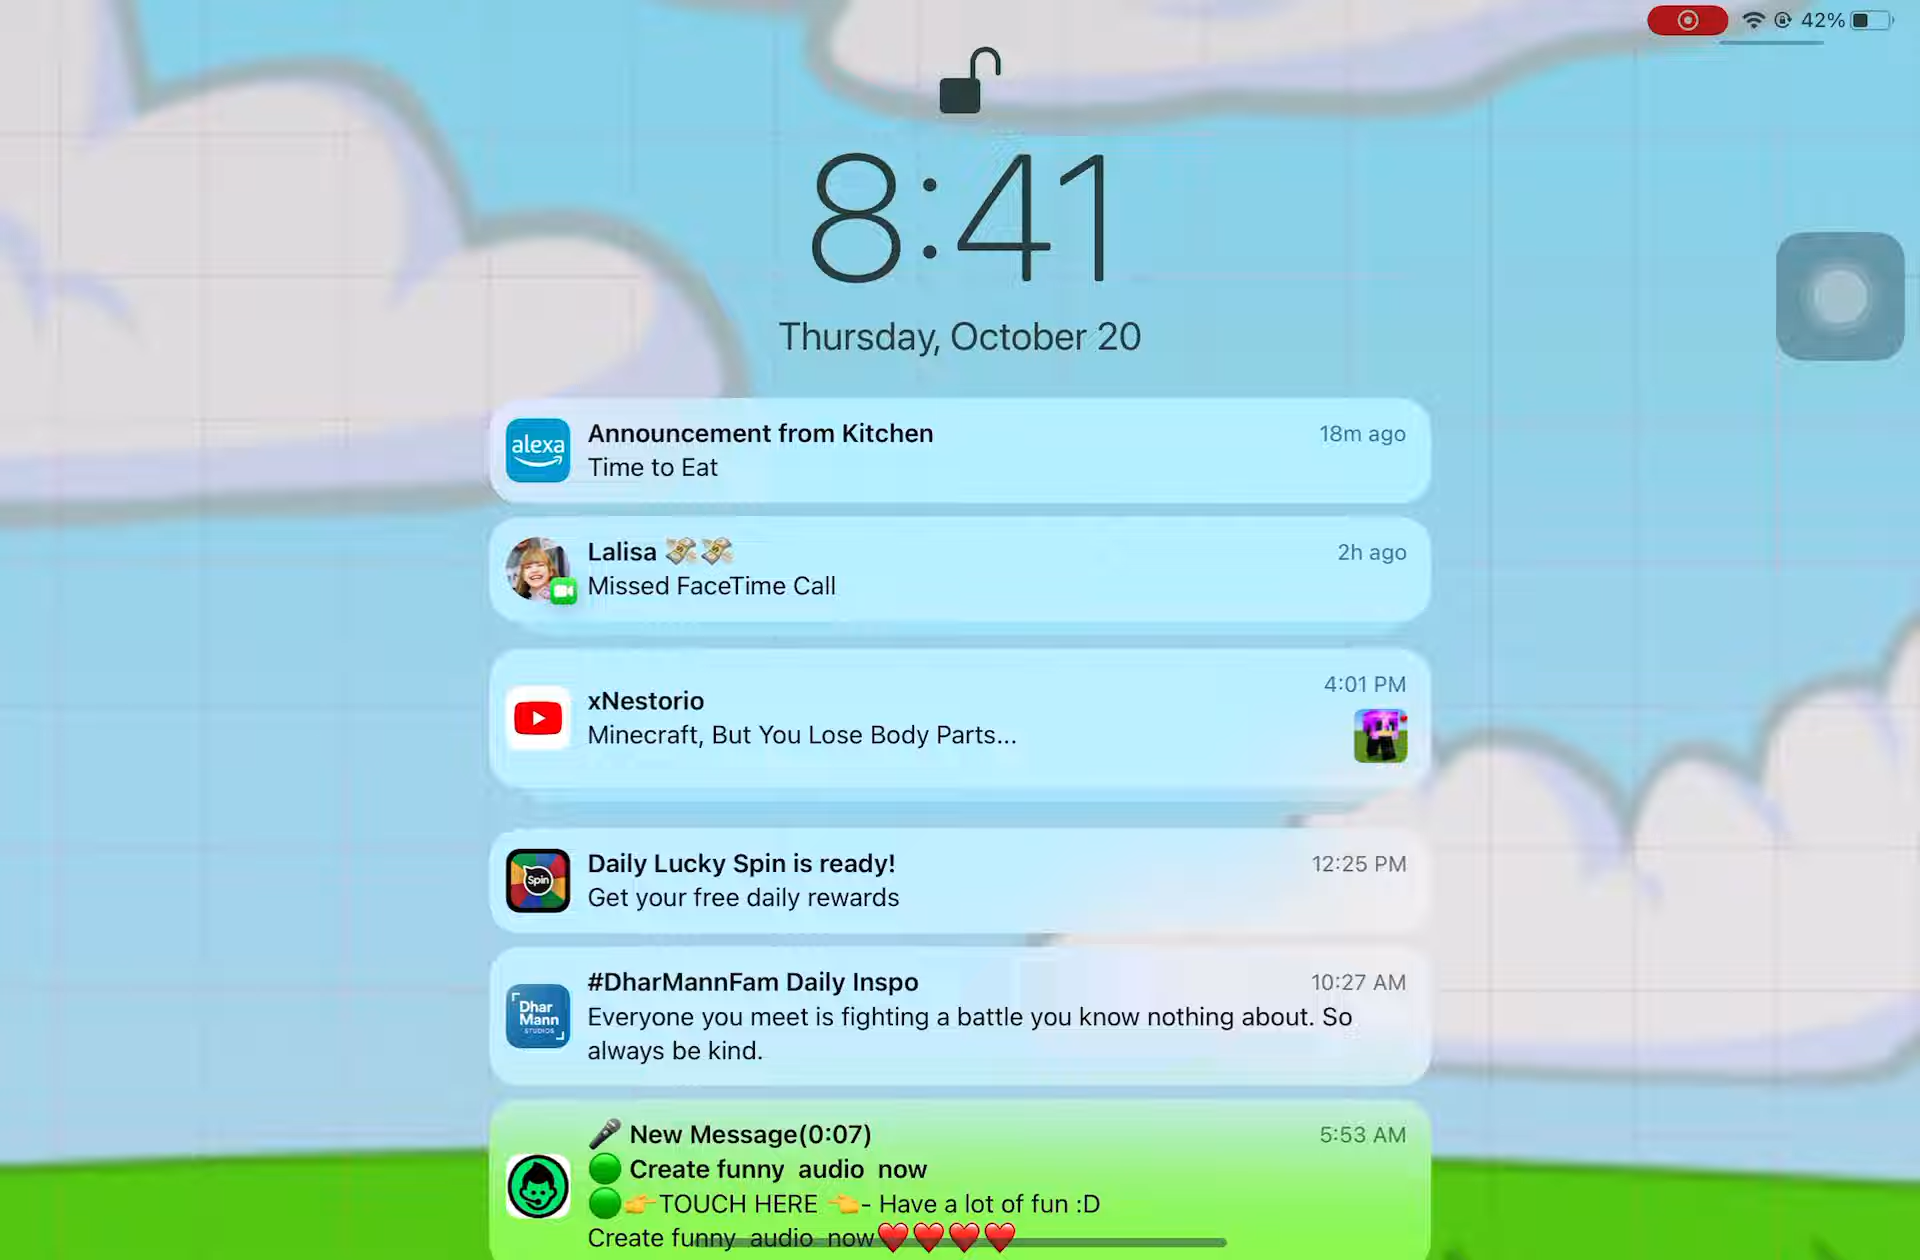 42%
8:41
Thursday, October 20
alexa
Announcement from Kitchen
18m ago
Time to Eat
Lalisa 💸💸
2h ago
Missed FaceTime Call
4:01 PM
xNestorio
Minecraft, But You Lose Body Parts...
Spin
Daily Lucky Spin is ready!
12:25 PM
Get your free daily rewards
Dhar
Mann
STUDIOS
#DharMannFam Daily Inspo
10:27 AM
Everyone you meet is fighting a battle you know nothing about. So
always be kind.
🎤 New Message(0:07)
5:53 AM
🟢 Create funny audio now
🟢👉TOUCH HERE 👈- Have a lot of fun :D
Create funny audio now❤️❤️❤️❤️